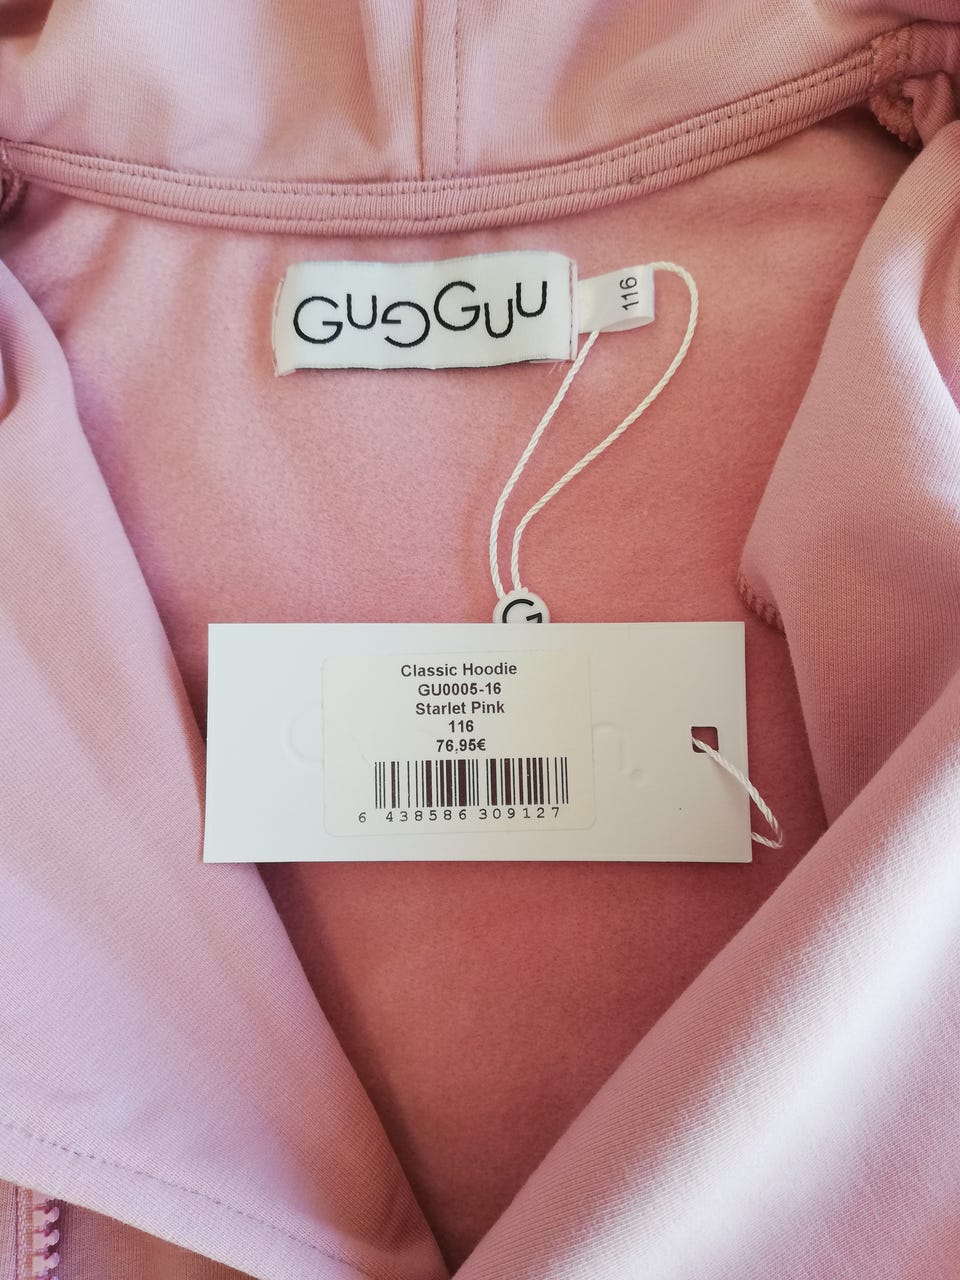 GUGGUU
116
G
Classic Hoodie
GU0005-16
Starlet Pink
116
76,95€
6 438586 309127